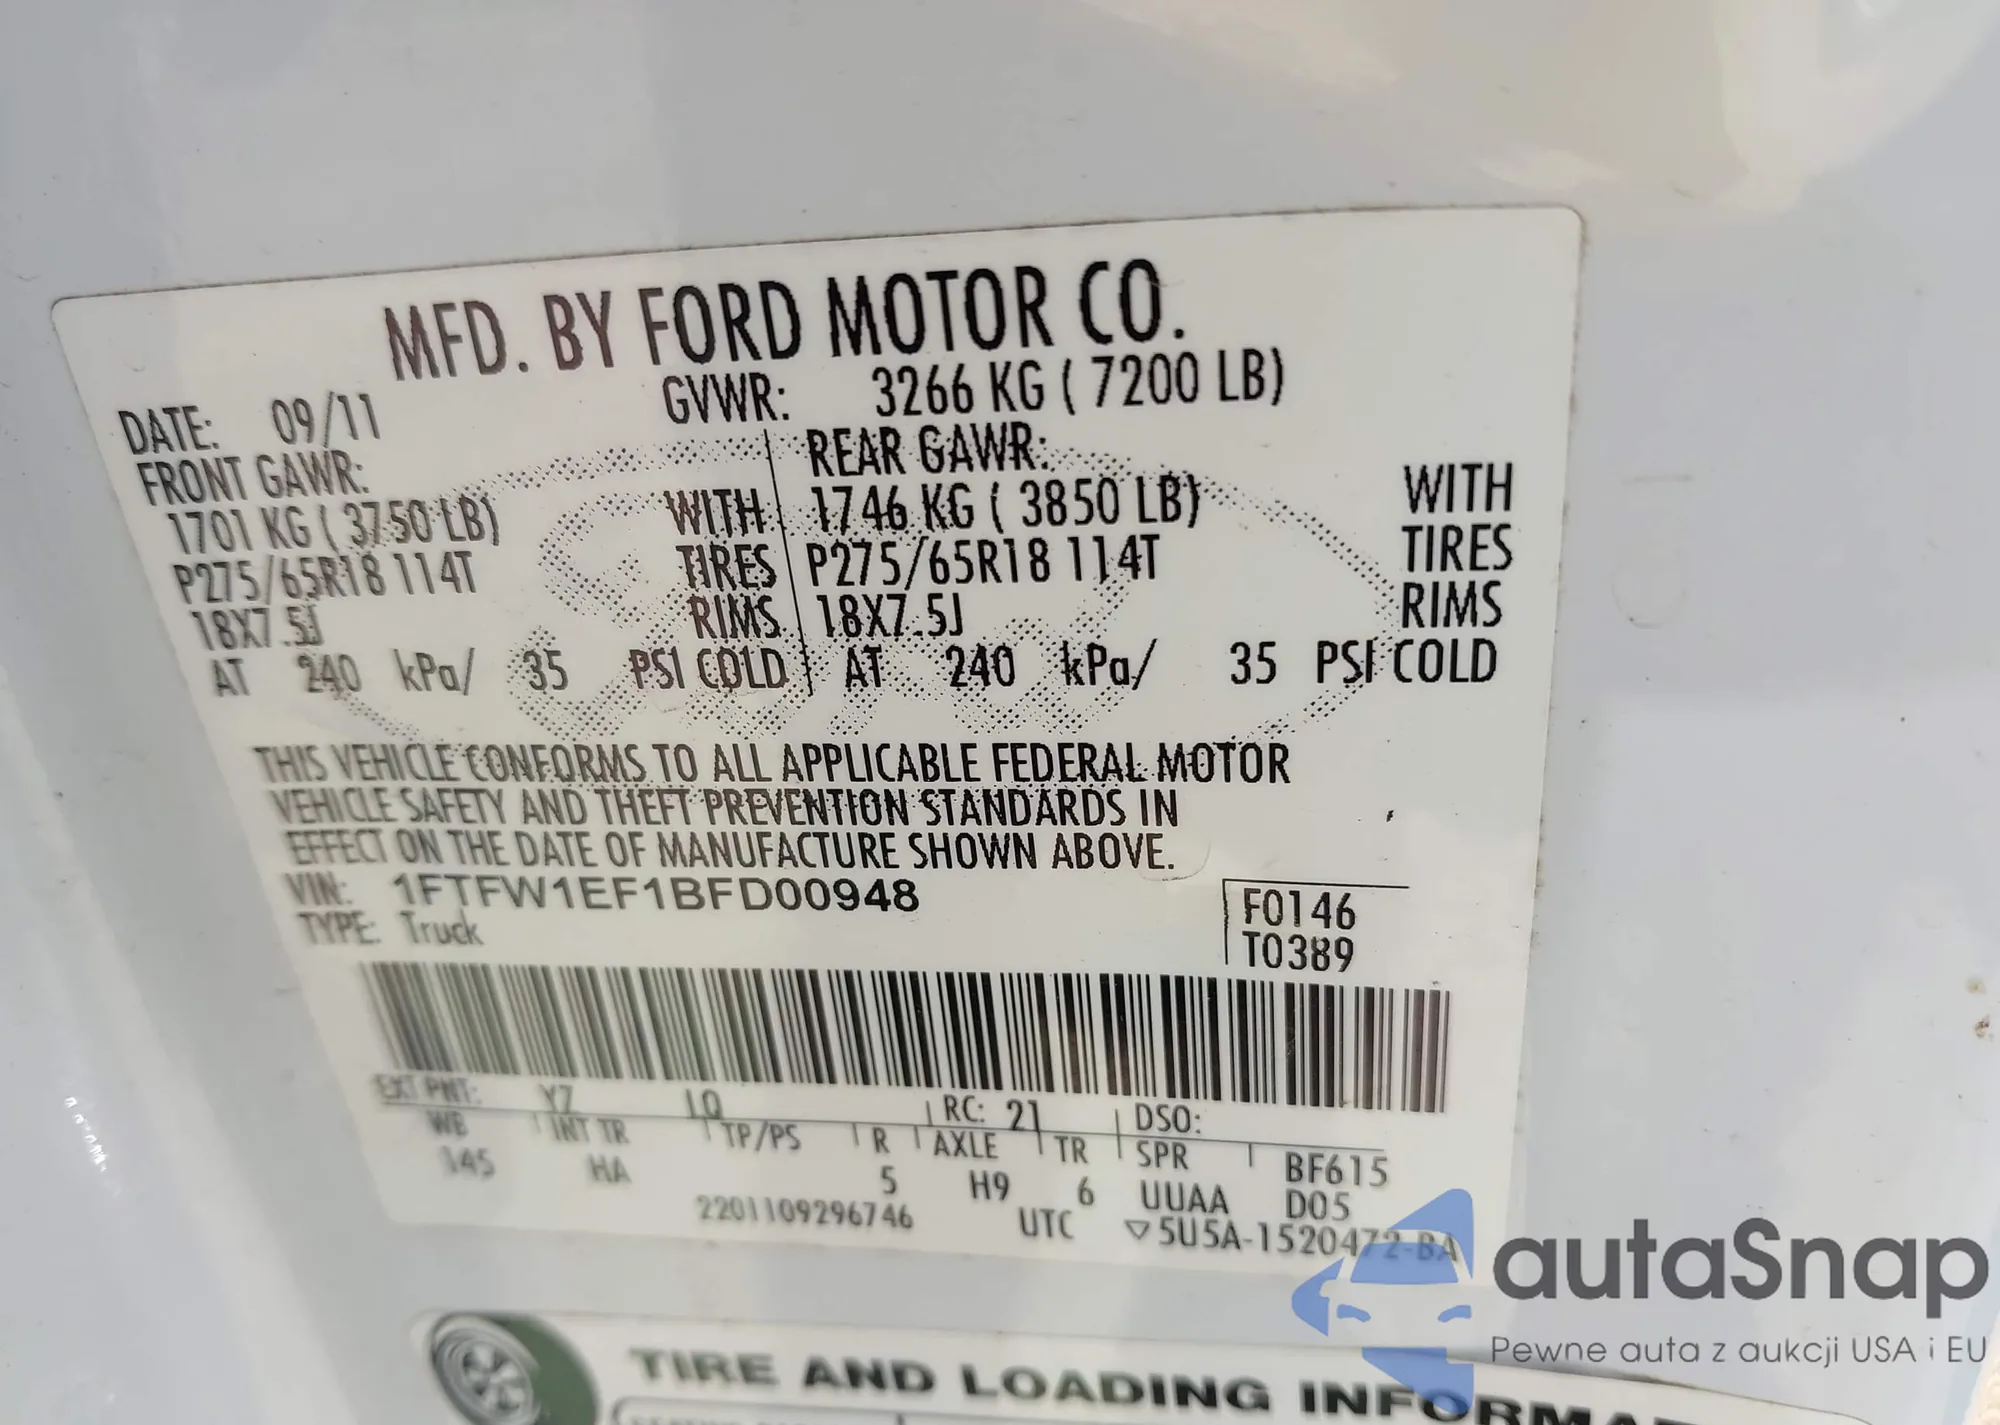 MFD. BY FORD MOTOR CO.
DATE: 09/11 GVWR: 3266 KG ( 7200 LB)
FRONT GAWR: REAR GAWR:
1701 KG ( 3750 LB) WITH 1746 KG ( 3850 LB) WITH
P275/65R18 114T TIRES P275/65R18 114T TIRES
18X7.5J RIMS 18X7.5J RIMS
AT 240 kPa/ 35 PSI COLD AT 240 kPa/ 35 PSI COLD
THIS VEHICLE CONFORMS TO ALL APPLICABLE FEDERAL MOTOR
VEHICLE SAFETY AND THEFT PREVENTION STANDARDS IN
EFFECT ON THE DATE OF MANUFACTURE SHOWN ABOVE.
VIN: 1FTFW1EF1BFD00948 F0146
TYPE: Truck T0389
EXT PNT: YZ RC: 21 DSO:
WB INT TR TP/PS R AXLE TR SPR BF615
145 HA 5 H9 6 UUAA D05
2201109296746 UTC ▽5U5A-1520472-BA
autaSnap
Pewne auta z aukcji USA i EU
TIRE AND LOADING